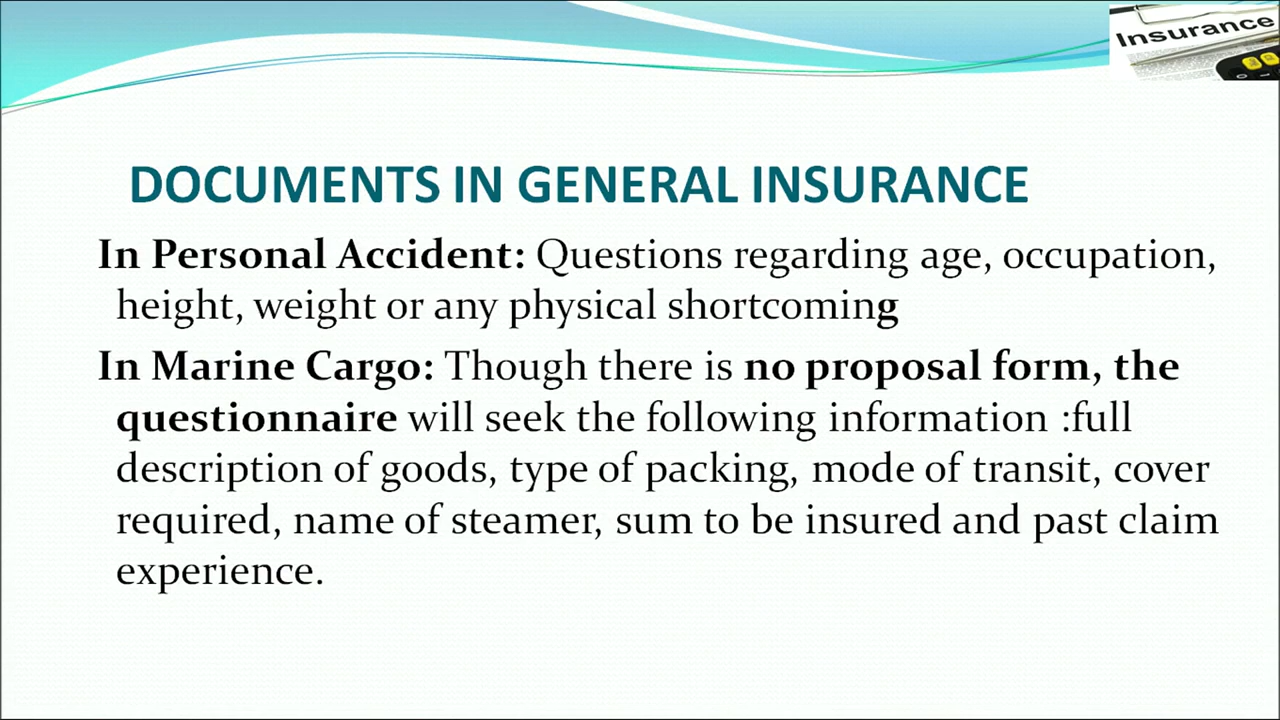 Insurance
DOCUMENTS IN GENERAL INSURANCE
In Personal Accident: Questions regarding age, occupation,
height, weight or any physical shortcoming
In Marine Cargo: Though there is no proposal form, the
questionnaire will seek the following information :full
description of goods, type of packing, mode of transit, cover
required, name of steamer, sum to be insured and past claim
experience.